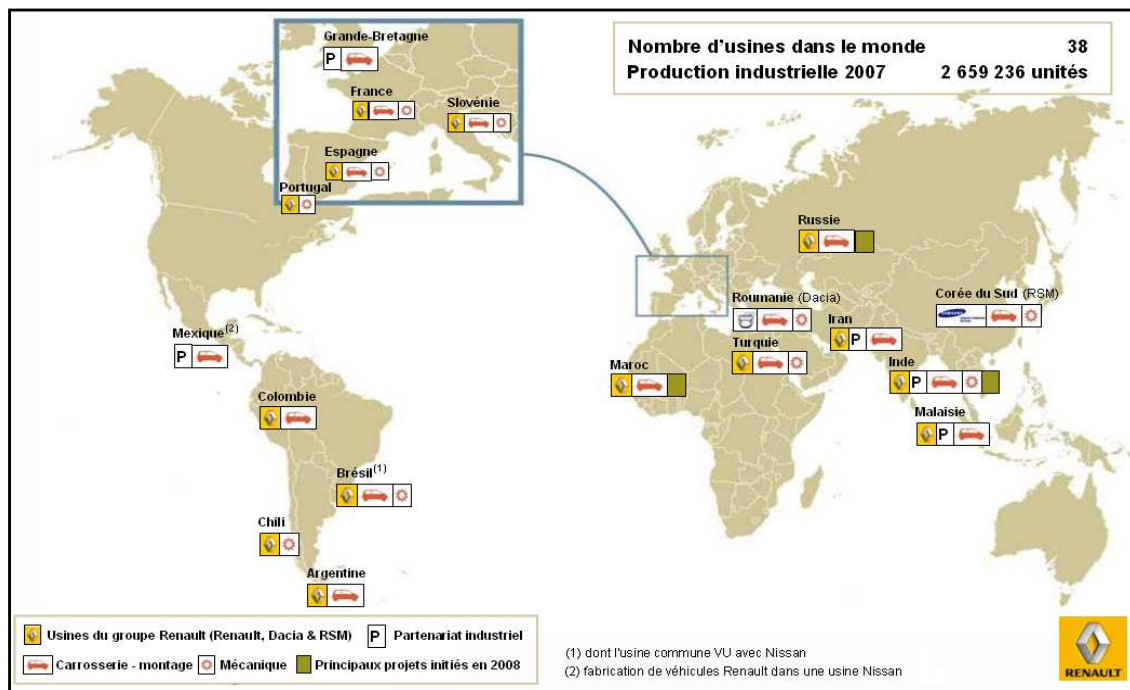 Grande-Bretagne
P
France
Slovénie
Espagne
Portugal
Nombre d'usines dans le monde 38
Production industrielle 2007 2 659 236 unités
Russie
Roumanie (Dacia)
Corée du Sud (RSM)
SAMSUNG
Iran
P
Turquie
Maroc
Inde
P
Malaisie
P
Mexique(2)
P
Colombie
Brésil(1)
Chili
Argentine
Usines du groupe Renault (Renault, Dacia & RSM) P Partenariat industriel
Carrosserie - montage Mécanique Principaux projets initiés en 2008
(1) dont l'usine commune VU avec Nissan
(2) fabrication de véhicules Renault dans une usine Nissan
RENAULT